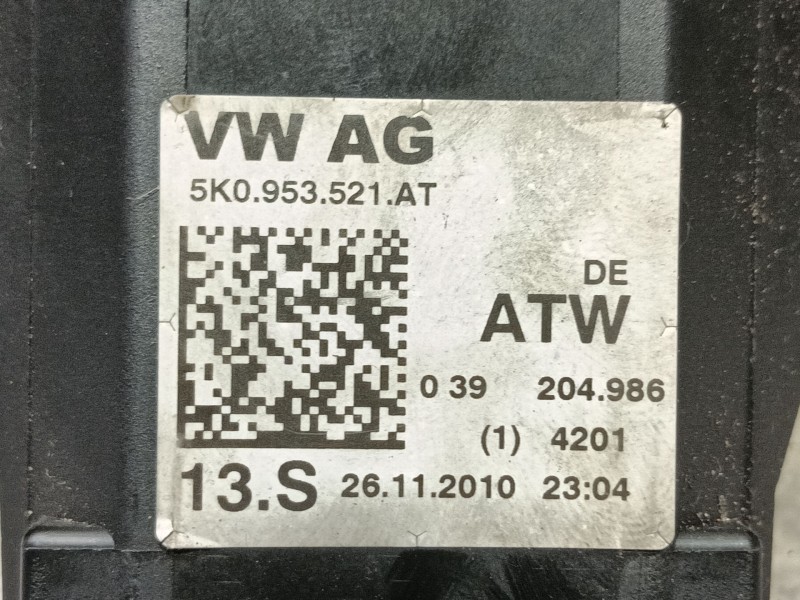 VW AG
5K0.953.521.AT
DE
ATW
0 39 204.986
(1) 4201
13.S 26.11.2010 23:04